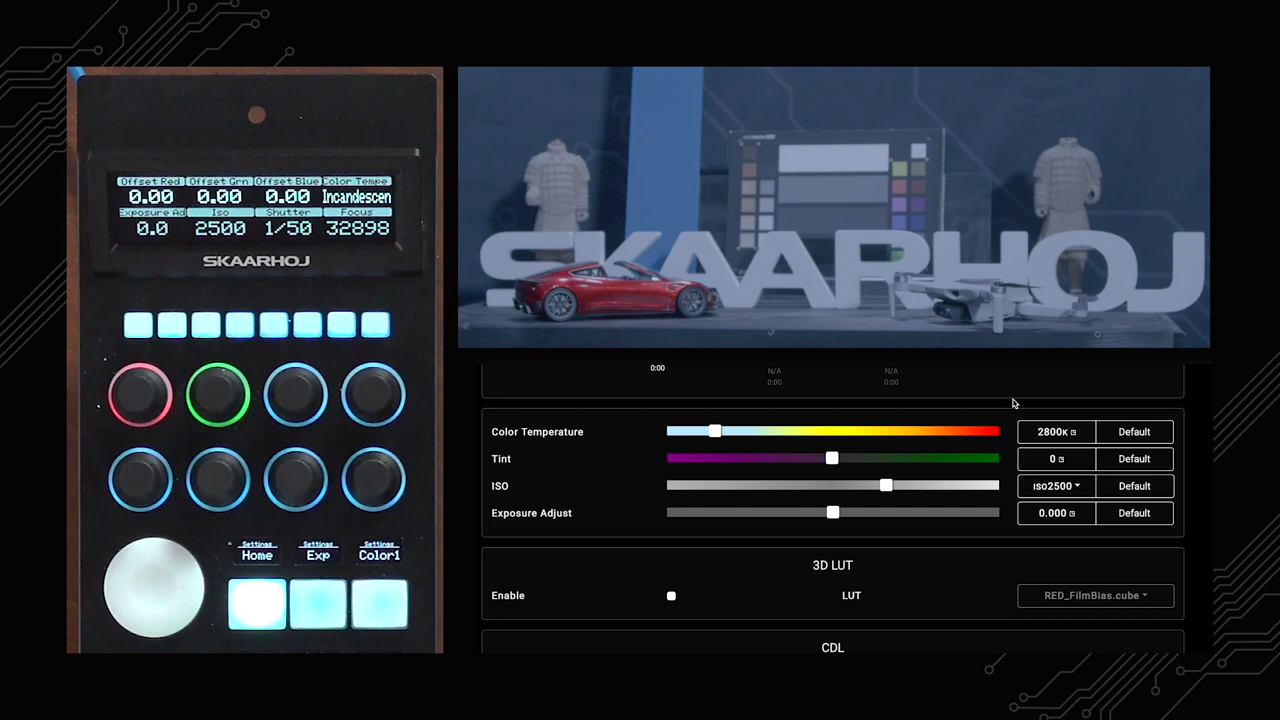 Offset Red Offset Grn Offset Blue Color Tempe
0.00 0.00 0.00 Incandescen
Exposure Ad Iso Shutter Focus
0.0 2500 1/50 32898
SKAARHOJ
Settings Settings Settings
Home Exp Color1
SKAARHOJ
0:00
N/A N/A
0:00 0:00
Color Temperature 2800K Default
Tint 0 Default
ISO ISO2500 Default
Exposure Adjust 0.000 Default
3D LUT
Enable LUT RED_FilmBias.cube
CDL